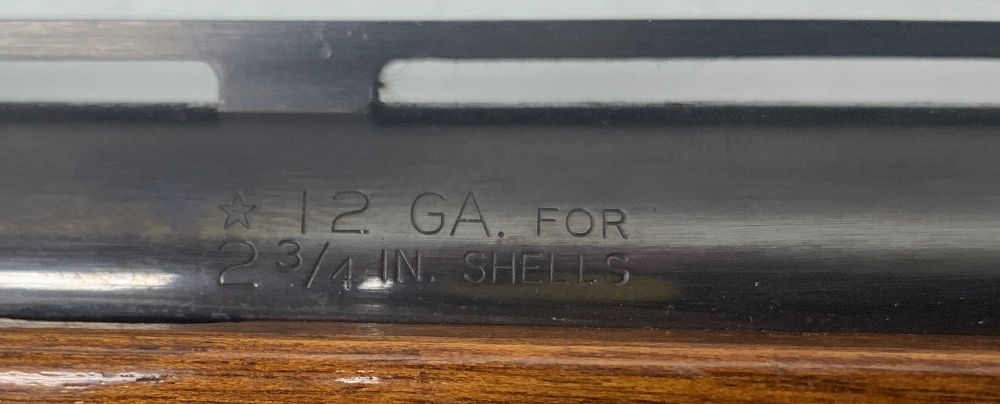 ☆ 12 GA. FOR
2 3/4 IN. SHELLS